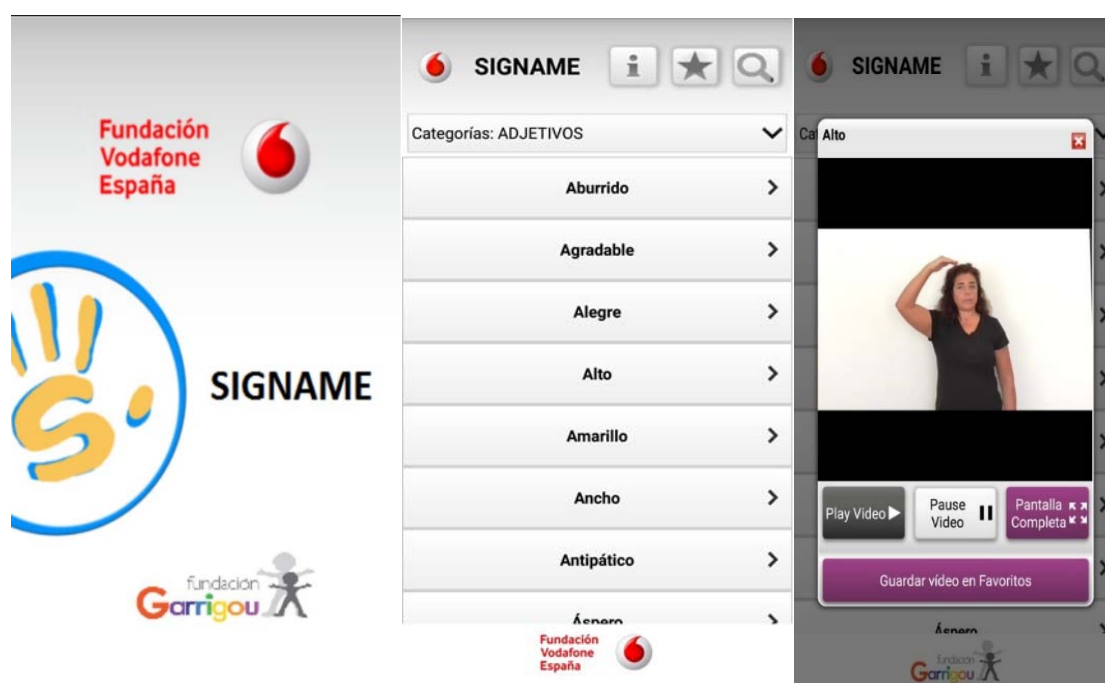 Fundación
Vodafone
España
SIGNAME
fundación
Garrigou
SIGNAME
Categorías: ADJETIVOS
Aburrido
Agradable
Alegre
Alto
Amarillo
Ancho
Antipático
Áspero
Fundación
Vodafone
España
SIGNAME
Ca
Alto
Play Video
Pause
Video
Pantalla
Completa
Guardar vídeo en Favoritos
Áspero
fundación
Garrigou